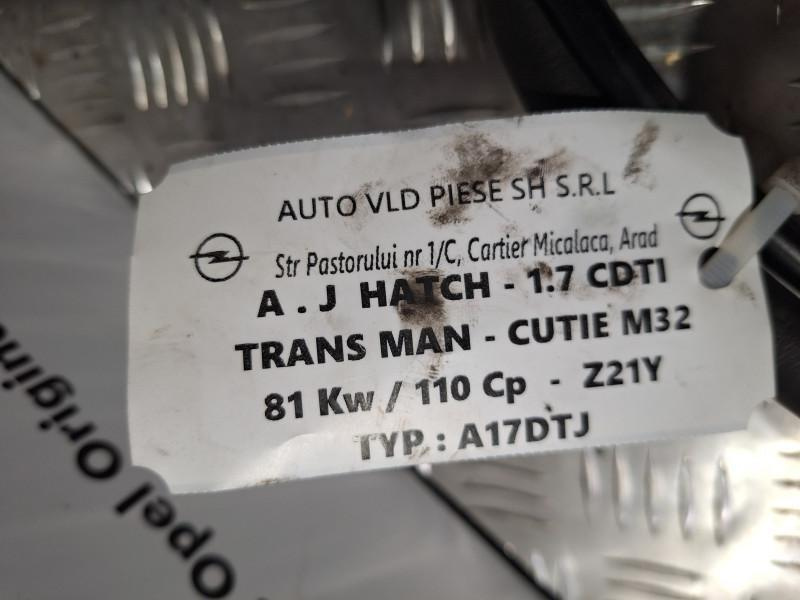 AUTO VLD PIESE SH S.R.L
Str Pastorului nr 1/C, Cartier Micalaca, Arad
A . J HATCH - 1.7 CDTI
TRANS MAN - CUTIE M32
81 Kw / 110 Cp - Z21Y
TYP : A17DTJ
Opel